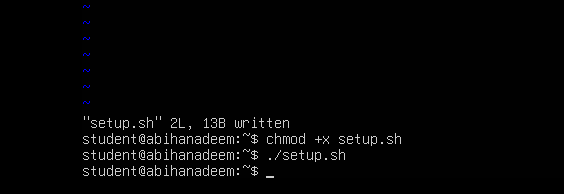 ~
~
~
~
~
~
~
"setup.sh" 2L, 13B written
student@abihanadeem:~$ chmod +x setup.sh
student@abihanadeem:~$ ./setup.sh
student@abihanadeem:~$ _